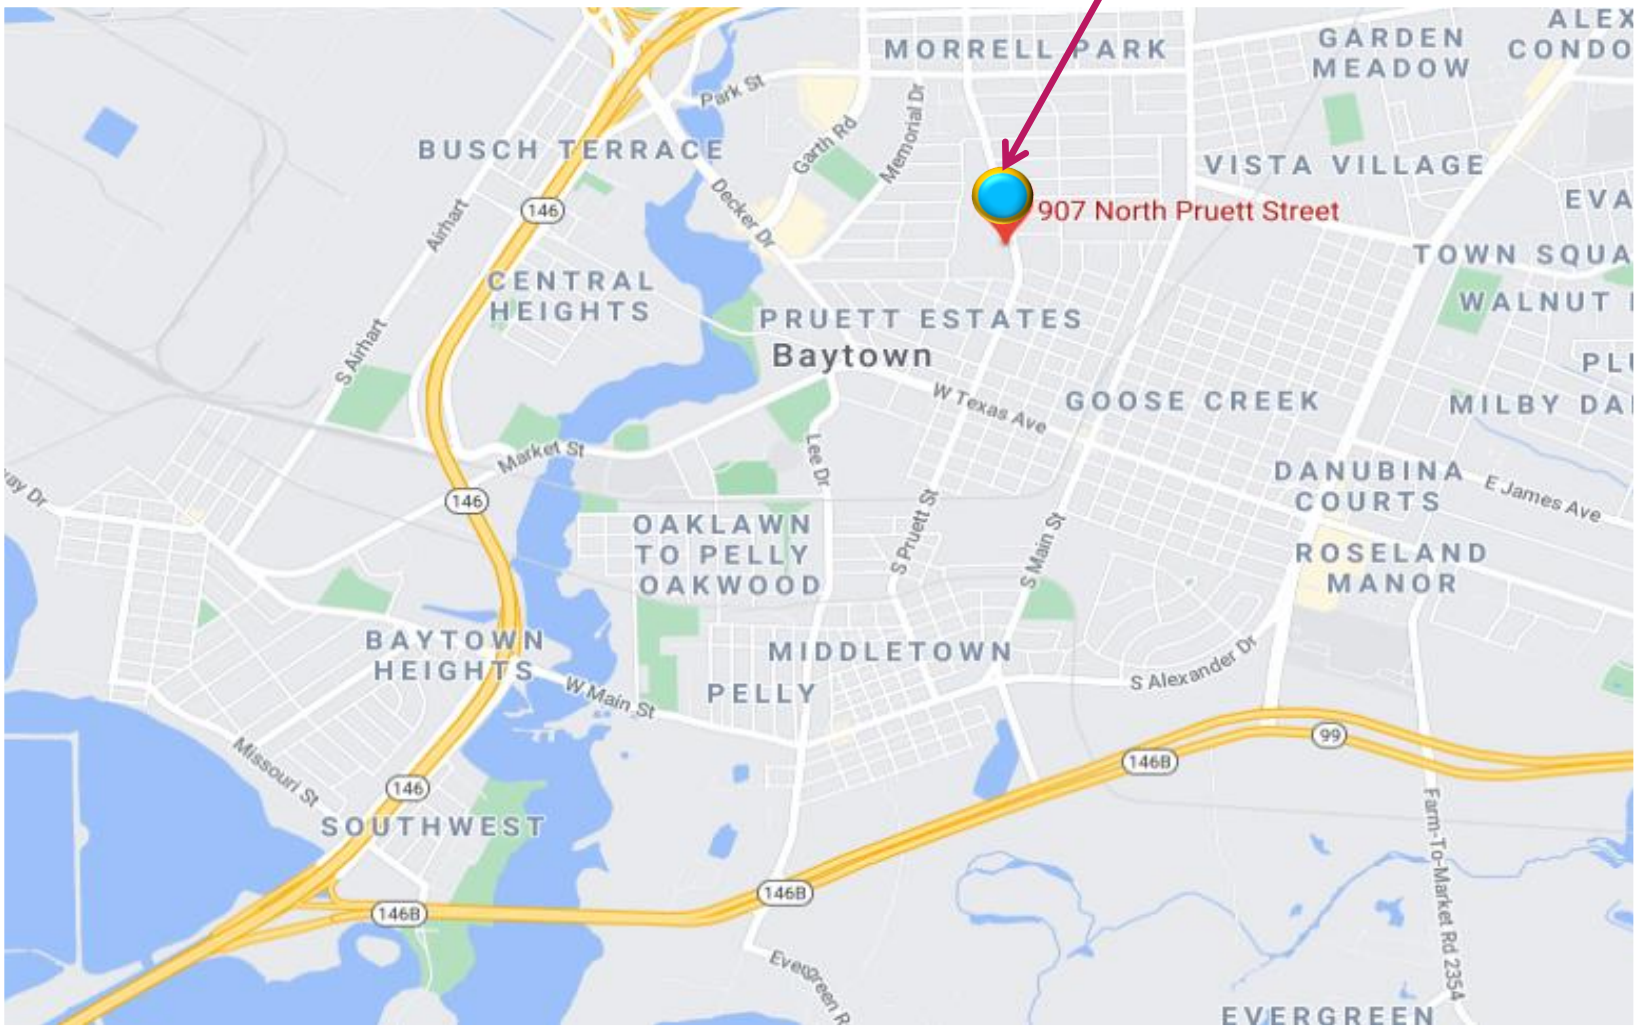 ALEX
CONDO
GARDEN
MEADOW
MORRELL PARK
Park St
Garth Rd
Memorial Dr
BUSCH TERRACE
VISTA VILLAGE
EVA
907 North Pruett Street
146
Airhart
Decker Dr
TOWN SQUA
CENTRAL
HEIGHTS
WALNUT
PRUETT ESTATES
Baytown
S Airhart
W Texas Ave
GOOSE CREEK
MILBY DA
Market St
Lee Dr
DANUBINA
COURTS
E James Ave
way Dr
146
OAKLAWN
TO PELLY
OAKWOOD
S Pruett St
S Main St
ROSELAND
MANOR
BAYTOWN
HEIGHTS
MIDDLETOWN
S Alexander Dr
W Main St
PELLY
99
146B
Missouri St
146
SOUTHWEST
Farm-To-Market Rd 2354
146B
146B
Evergreen R
EVERGREEN